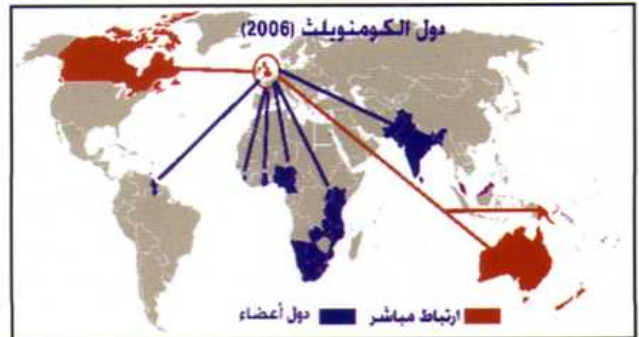 دول الكومنويلث (2006)
ارتباط مباشر دول أعضاء